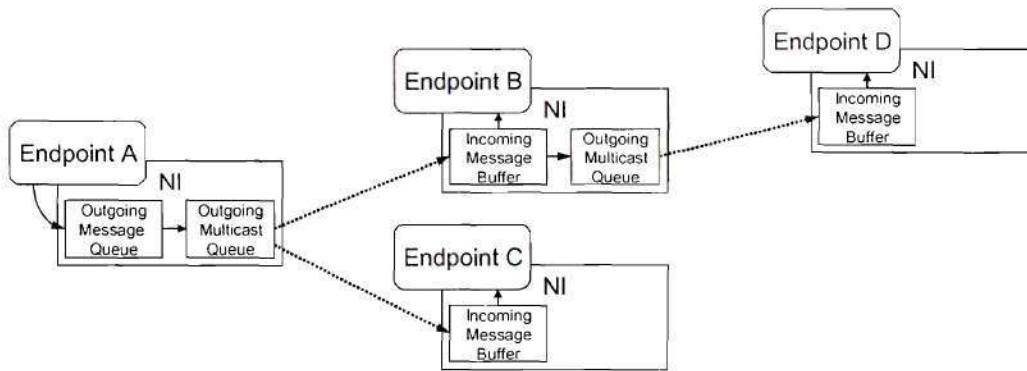 Endpoint A
NI
Outgoing
Message
Queue
Outgoing
Multicast
Queue
Endpoint B
NI
Incoming
Message
Buffer
Outgoing
Multicast
Queue
Endpoint C
NI
Incoming
Message
Buffer
Endpoint D
NI
Incoming
Message
Buffer